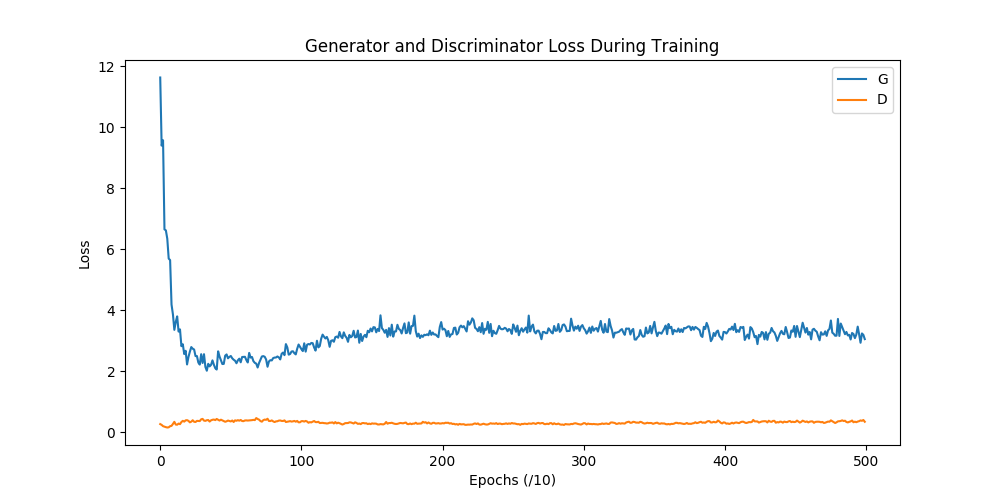 Generator and Discriminator Loss During Training
G
D
Loss
12
10
8
6
4
2
0
0 100 200 300 400 500
Epochs (/10)